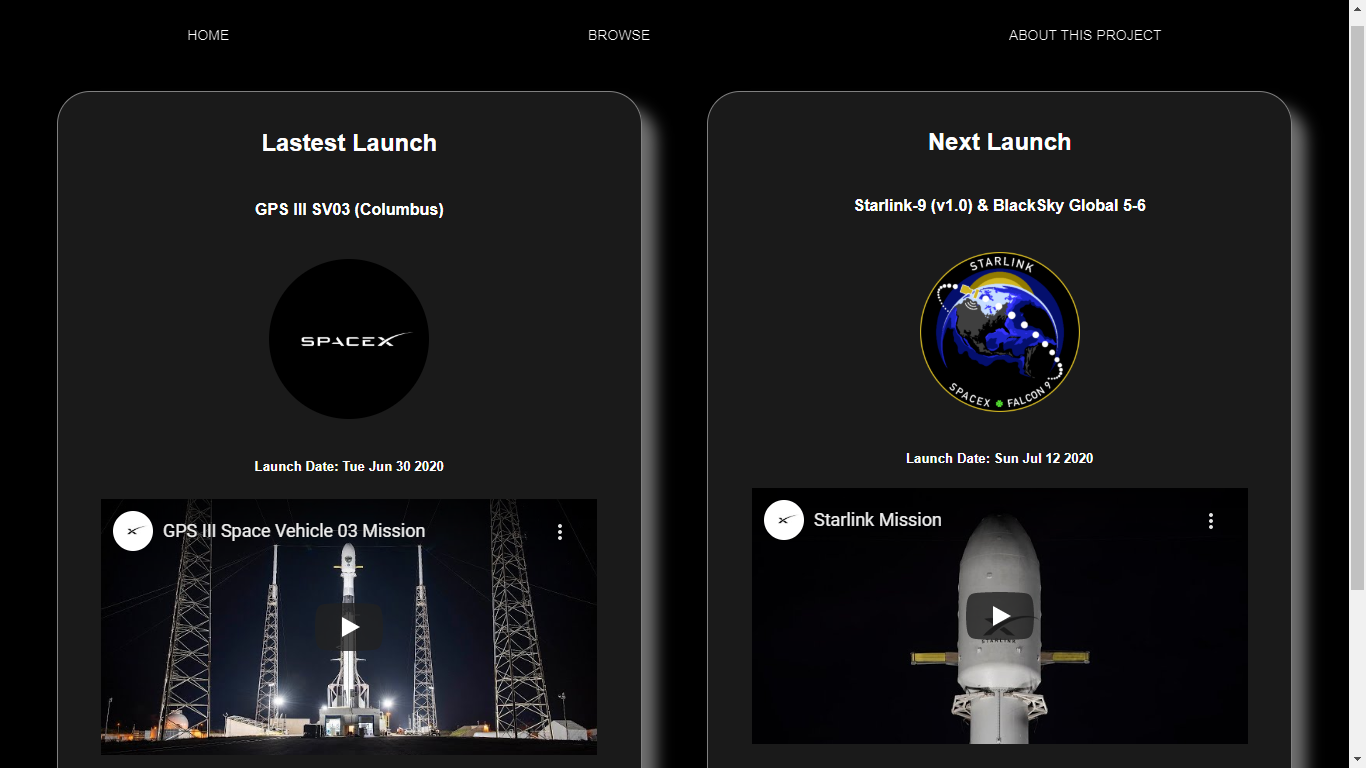 HOME
BROWSE
ABOUT THIS PROJECT
Lastest Launch
GPS III SV03 (Columbus)
SPACEX
Launch Date: Tue Jun 30 2020
GPS III Space Vehicle 03 Mission
Next Launch
Starlink-9 (v1.0) & BlackSky Global 5-6
STARLINK
SPACEX FALCON 9
Launch Date: Sun Jul 12 2020
Starlink Mission
STARLINK